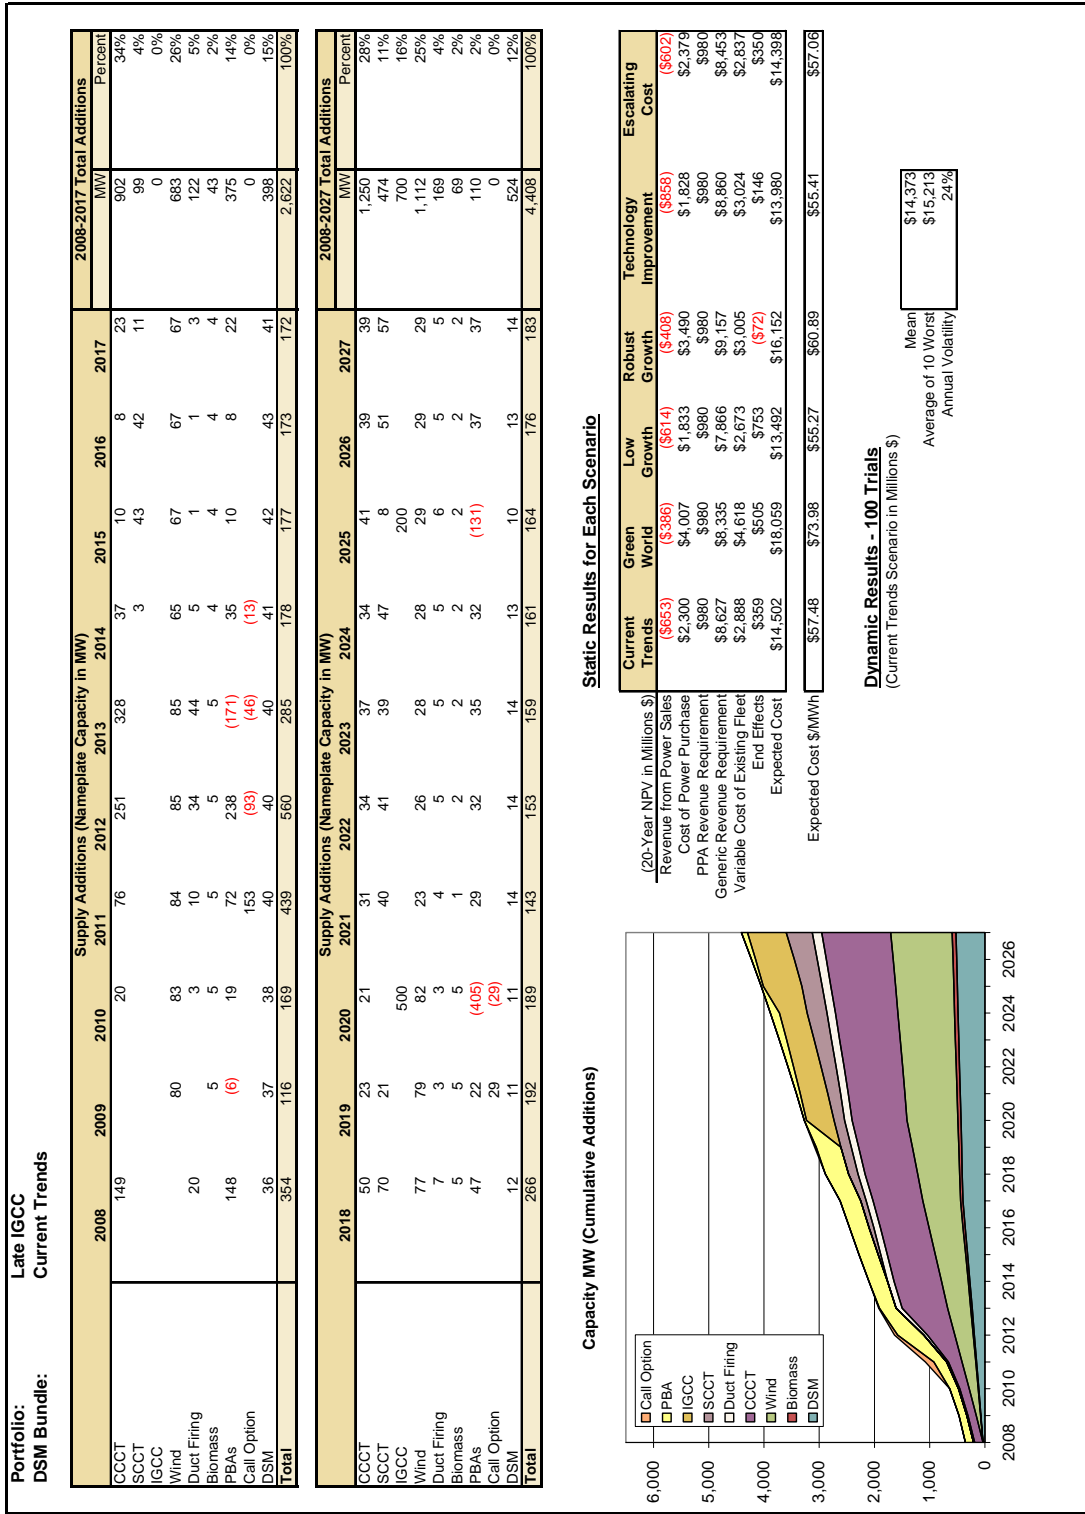 Portfolio: Late IGCC
DSM Bundle: Current Trends
Supply Additions (Nameplate Capacity in MW) 2008-2017 Total Additions
2008 2009 2010 2011 2012 2013 2014 2015 2016 2017 MW Percent
CCCT 149 20 76 251 328 37 10 8 23 902 34%
SCCT 3 43 42 11 99 4%
IGCC 0 0%
Wind 80 83 84 85 85 65 67 67 67 683 26%
Duct Firing 20 3 10 34 44 5 1 1 3 122 5%
Biomass 5 5 5 5 5 4 4 4 4 43 2%
PBAs 148 (6) 19 72 238 (171) 35 10 8 22 375 14%
Call Option 153 (93) (46) (13) 0 0%
DSM 36 37 38 40 40 40 41 42 43 41 398 15%
Total 354 116 169 439 560 285 178 177 173 172 2,622 100%
Supply Additions (Nameplate Capacity in MW) 2008-2027 Total Additions
2018 2019 2020 2021 2022 2023 2024 2025 2026 2027 MW Percent
CCCT 50 23 21 31 34 37 34 41 39 39 1,250 28%
SCCT 70 21 40 41 39 47 8 51 57 474 11%
IGCC 500 200 700 16%
Wind 77 79 82 23 26 28 28 29 29 29 1,112 25%
Duct Firing 7 3 3 4 5 5 5 6 5 5 169 4%
Biomass 5 5 5 1 2 2 2 2 2 2 69 2%
PBAs 47 22 (405) 29 32 35 32 (131) 37 37 110 2%
Call Option 29 (29) 0 0%
DSM 12 11 11 14 14 14 13 10 13 14 524 12%
Total 266 192 189 143 153 159 161 164 176 183 4,408 100%
Capacity MW (Cumulative Additions)
6,000
5,000
4,000
3,000
2,000
1,000
0
Call Option
PBA
IGCC
SCCT
Duct Firing
CCCT
Wind
Biomass
DSM
2008 2010 2012 2014 2016 2018 2020 2022 2024 2026
Static Results for Each Scenario
(20-Year NPV in Millions $) Current Trends Green World Low Growth Robust Growth Technology Improvement Escalating Cost
Revenue from Power Sales ($653) ($386) ($614) ($408) ($858) ($602)
Cost of Power Purchase $2,300 $4,007 $1,833 $3,490 $1,828 $2,379
PPA Revenue Requirement $980 $980 $980 $980 $980 $980
Generic Revenue Requirement $8,627 $8,335 $7,866 $9,157 $8,860 $8,453
Variable Cost of Existing Fleet $2,888 $4,618 $2,673 $3,005 $3,024 $2,837
End Effects $359 $505 $753 ($72) $146 $350
Expected Cost $14,502 $18,059 $13,492 $16,152 $13,980 $14,398
Expected Cost $/MWh $57.48 $73.98 $55.27 $60.89 $55.41 $57.06
Dynamic Results - 100 Trials
(Current Trends Scenario in Millions $)
Mean $14,373
Average of 10 Worst $15,213
Annual Volatility 24%